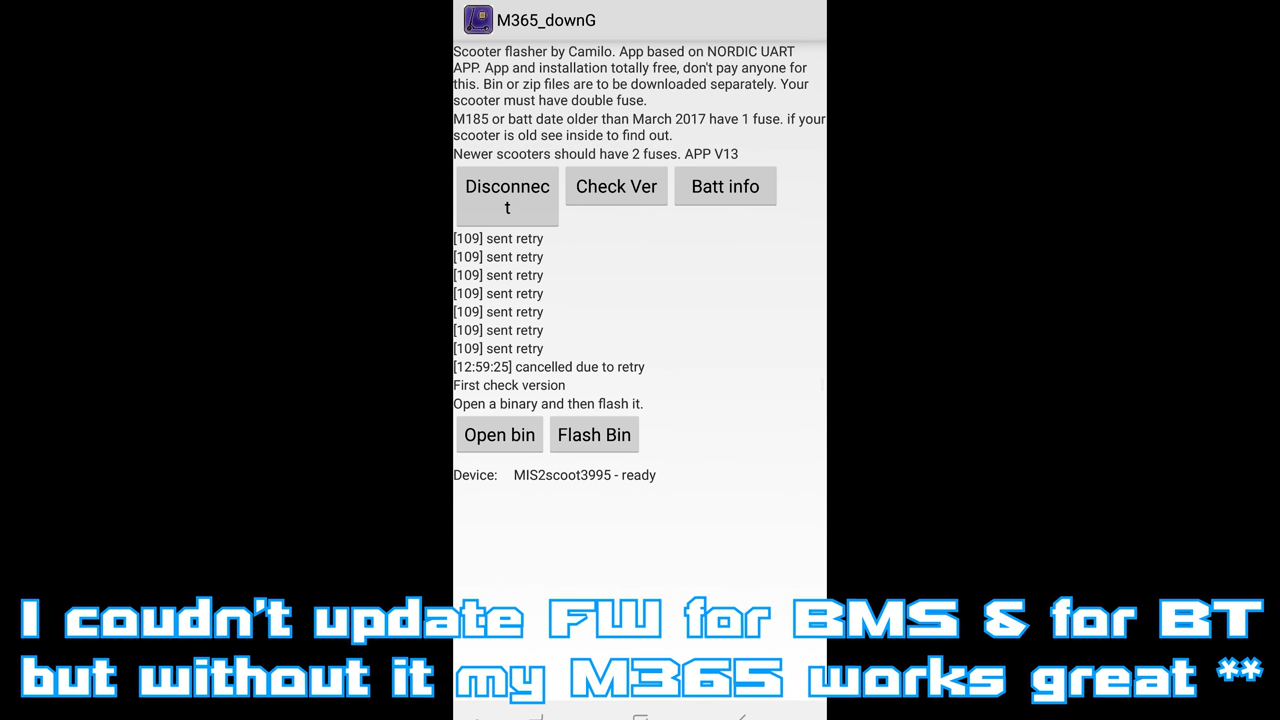 M365_downG
Scooter flasher by Camilo. App based on NORDIC UART
APP. App and installation totally free, don't pay anyone for
this. Bin or zip files are to be downloaded separately. Your
scooter must have double fuse.
M185 or batt date older than March 2017 have 1 fuse. if your
scooter is old see inside to find out.
Newer scooters should have 2 fuses. APP V13
Disconnec
t
Check Ver
Batt info
[109] sent retry
[109] sent retry
[109] sent retry
[109] sent retry
[109] sent retry
[109] sent retry
[109] sent retry
[12:59:25] cancelled due to retry
First check version
Open a binary and then flash it.
Open bin
Flash Bin
Device: MIS2scoot3995 - ready
I coudn't update FW for BMS & for BT
but without it my M365 works great **